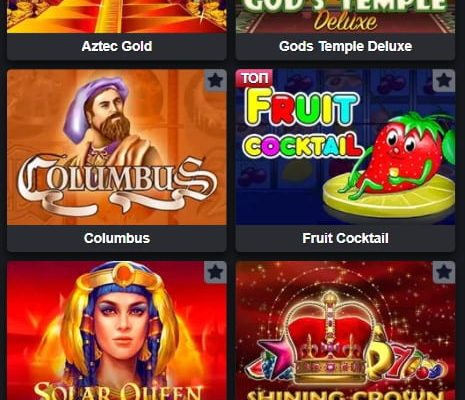 GOD'S TEMPLE
Deluxe
Aztec Gold
Gods Temple Deluxe
COLUMBUS
ТОП
FRUIT
COCKTAIL
Columbus
Fruit Cocktail
SOLAR QUEEN
SHINING CROWN